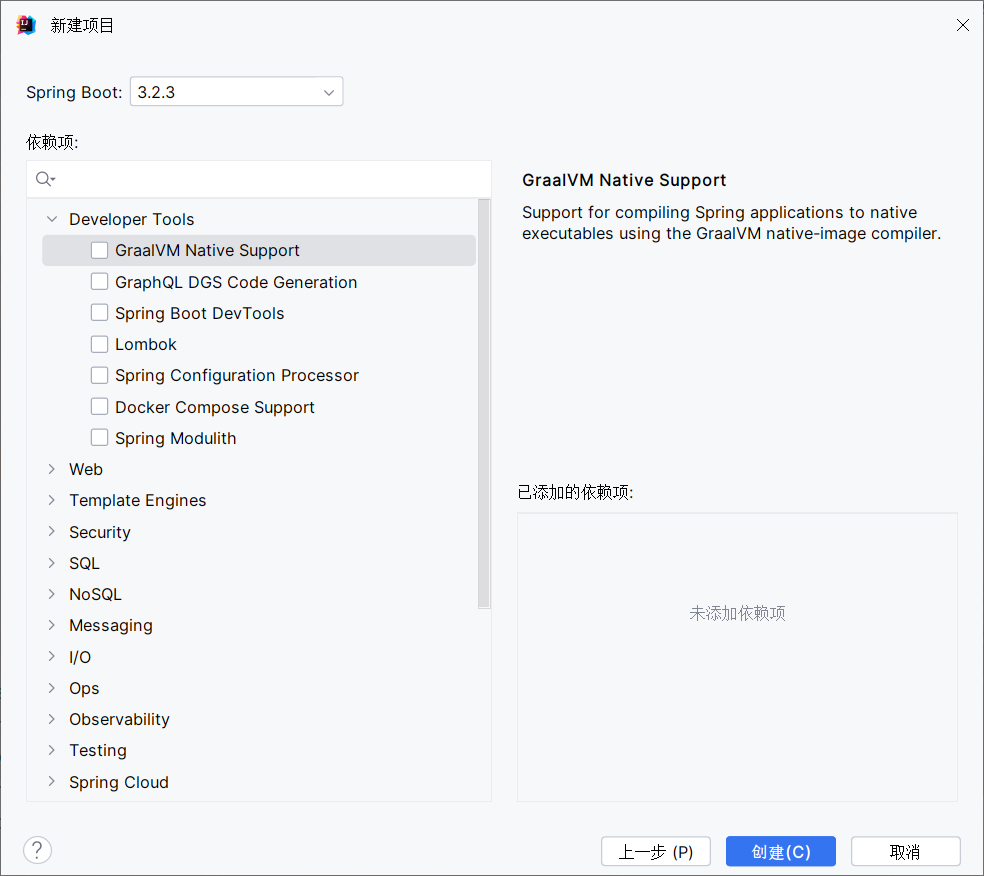 新建项目
Spring Boot: 3.2.3
依赖项:
Developer Tools
GraalVM Native Support
GraphQL DGS Code Generation
Spring Boot DevTools
Lombok
Spring Configuration Processor
Docker Compose Support
Spring Modulith
Web
Template Engines
Security
SQL
NoSQL
Messaging
I/O
Ops
Observability
Testing
Spring Cloud
GraalVM Native Support
Support for compiling Spring applications to native
executables using the GraalVM native-image compiler.
已添加的依赖项:
未添加依赖项
?
上一步 (P)
创建(C)
取消